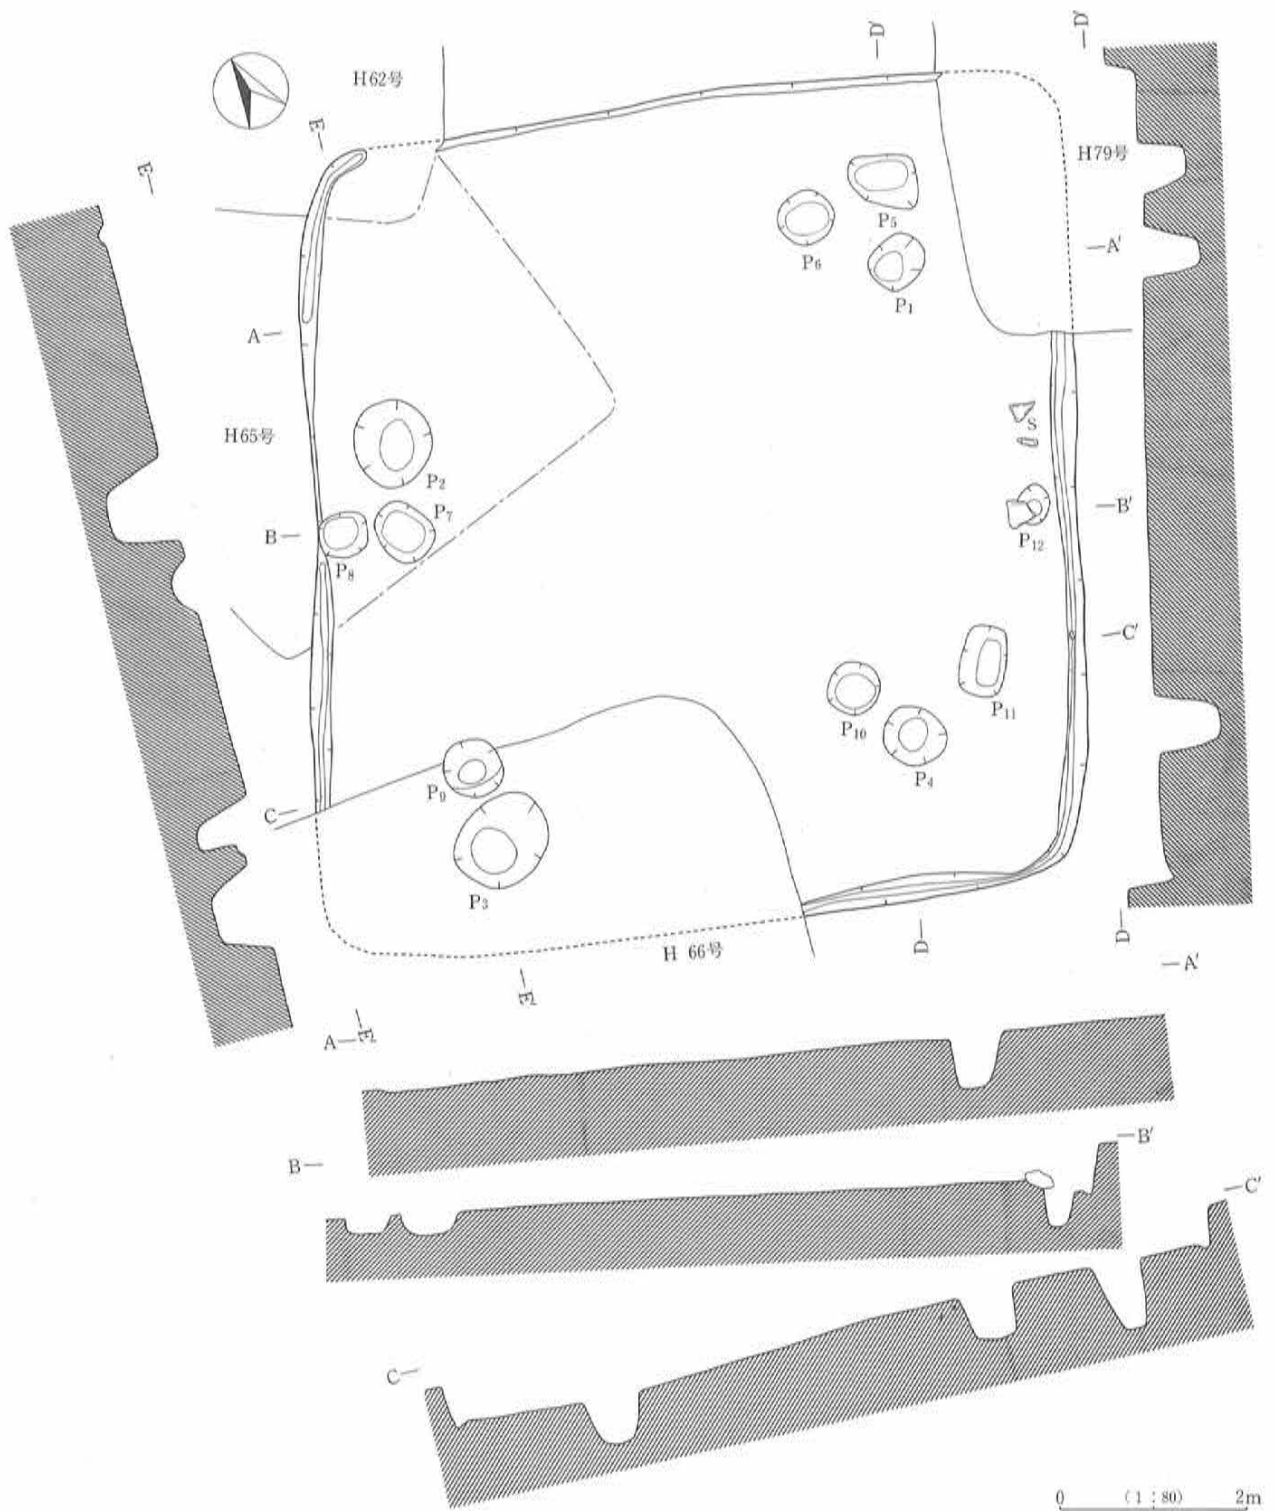 D′
D′
H62号
E
H79号
E
P5
A′
P6
P1
A
S
H65号
P2
B′
P7
B
P12
P8
C′
P11
P10
P4
C
P9
P3
D
D
H 66号
A′
E′
A
E′
B′
B
C′
C
0 (1:80) 2m